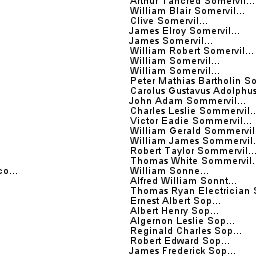 Arthur Tancred Somervil...
William Blair Somervil...
Clive Somervil...
James Elroy Somervil...
James Somervil...
William Robert Somervil...
William Somervil...
William Somervil...
Peter Mathias Bartholin So
Carolus Gustavus Adolphus
John Adam Sommervil...
Charles Leslie Sommervil..
Victor Eadie Sommervil...
William Gerald Sommervil
William James Sommervil.
Robert Taylor Sommervil...
Thomas White Sommervil.
co... William Sonne...
Alfred William Sonnt...
Thomas Ryan Electrician S
Ernest Albert Sop...
Albert Henry Sop...
Algernon Leslie Sop...
Reginald Charles Sop...
Robert Edward Sop...
James Frederick Sop...